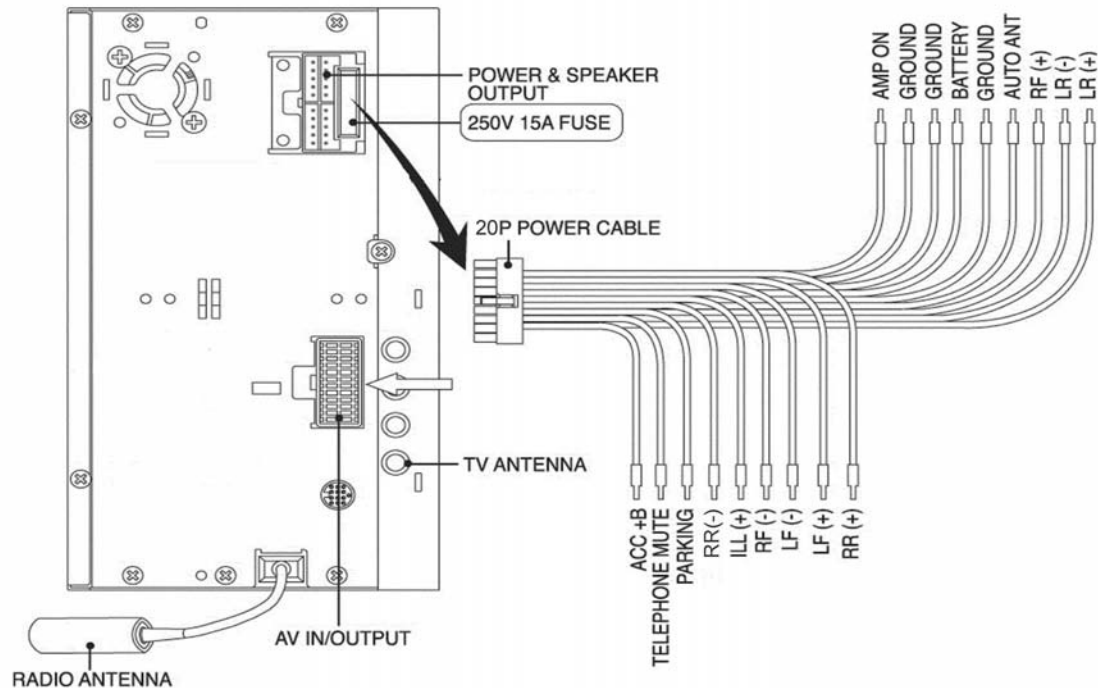 POWER & SPEAKER
OUTPUT
250V 15A FUSE
20P POWER CABLE
AMP ON
GROUND
GROUND
BATTERY
GROUND
AUTO ANT
RF (+)
LR (-)
LR (+)
TV ANTENNA
ACC +B
TELEPHONE MUTE
PARKING
RR(-)
ILL (+)
RF (-)
LF (-)
LF (+)
RR (+)
AV IN/OUTPUT
RADIO ANTENNA